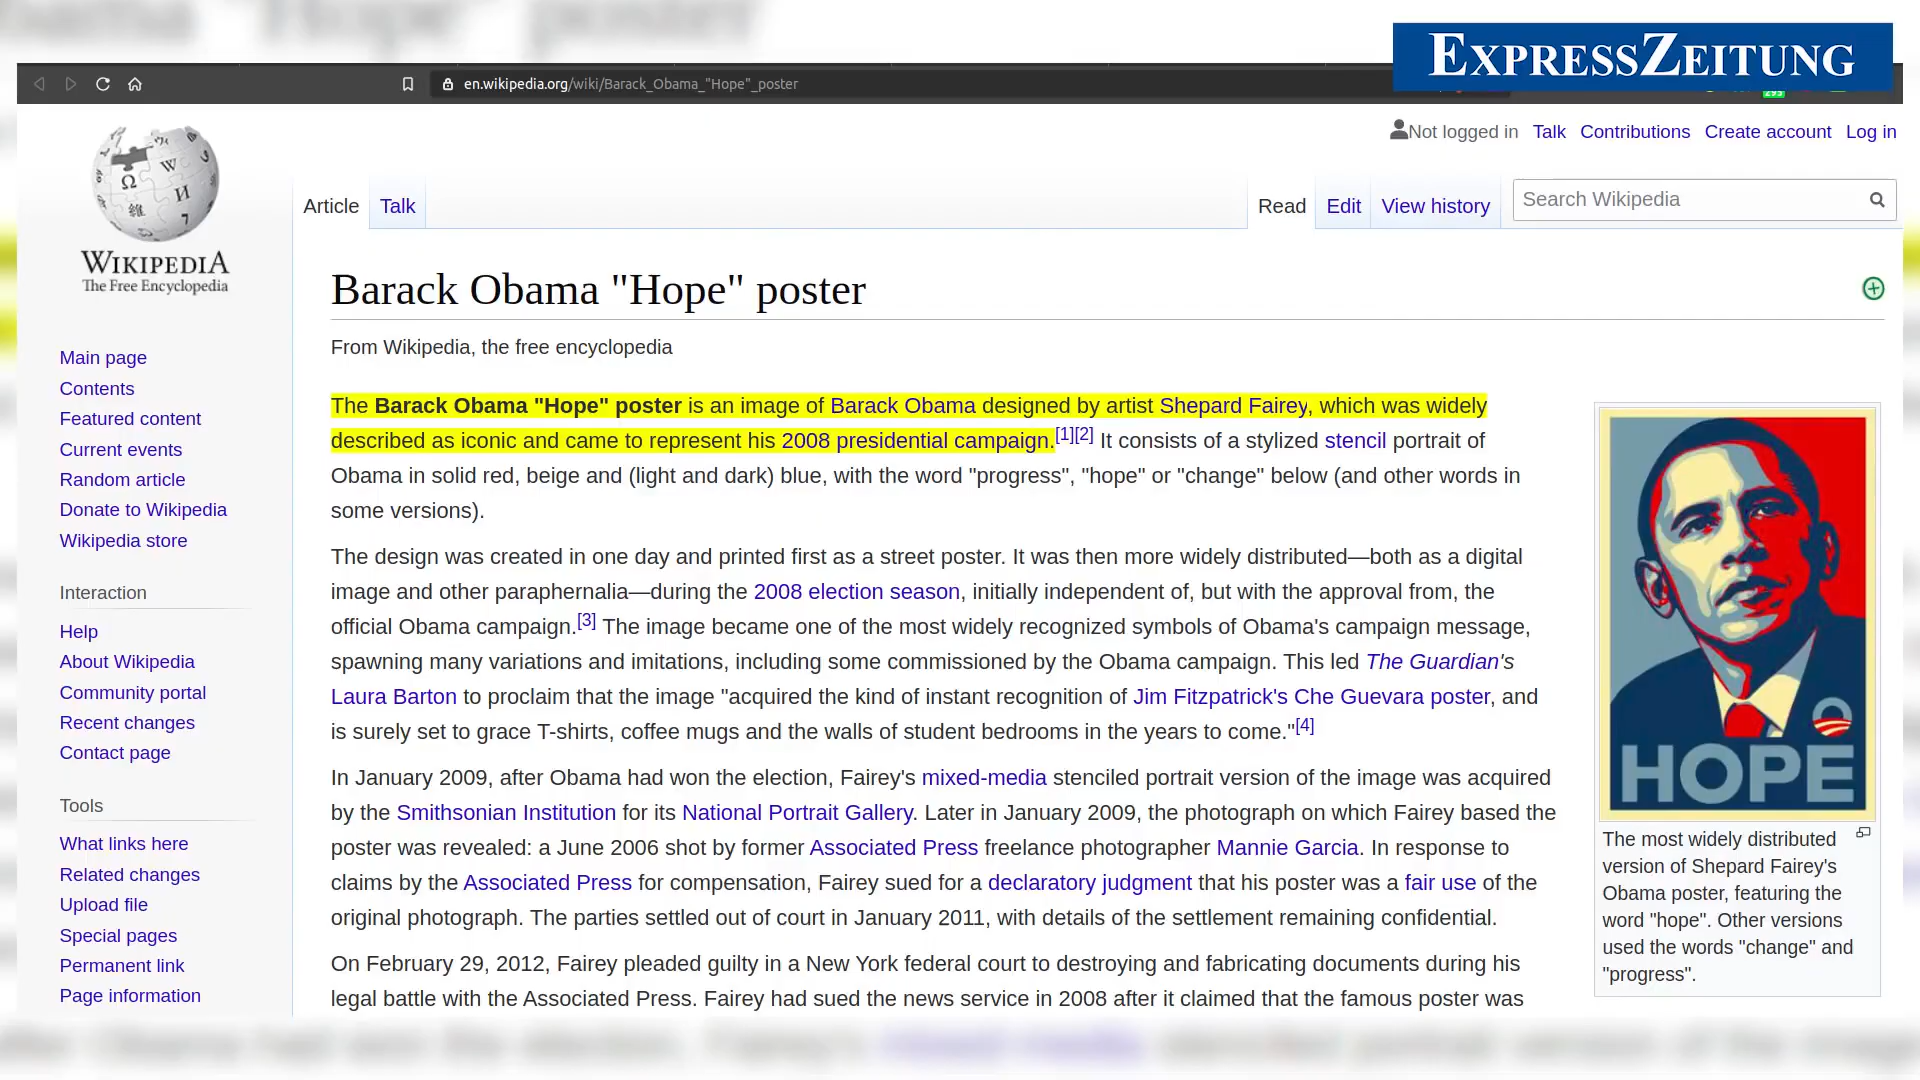 EXPRESSZEITUNG
en.wikipedia.org/wiki/Barack_Obama_"Hope"_poster
295
Not logged in Talk Contributions Create account Log in
WIKIPEDIA
The Free Encyclopedia
Article Talk Read Edit View history Search Wikipedia
Barack Obama "Hope" poster
From Wikipedia, the free encyclopedia
Main page
Contents
Featured content
Current events
Random article
Donate to Wikipedia
Wikipedia store
Interaction
Help
About Wikipedia
Community portal
Recent changes
Contact page
Tools
What links here
Related changes
Upload file
Special pages
Permanent link
Page information
The Barack Obama "Hope" poster is an image of Barack Obama designed by artist Shepard Fairey, which was widely
described as iconic and came to represent his 2008 presidential campaign.[1][2] It consists of a stylized stencil portrait of
Obama in solid red, beige and (light and dark) blue, with the word "progress", "hope" or "change" below (and other words in
some versions).
The design was created in one day and printed first as a street poster. It was then more widely distributed—both as a digital
image and other paraphernalia—during the 2008 election season, initially independent of, but with the approval from, the
official Obama campaign.[3] The image became one of the most widely recognized symbols of Obama's campaign message,
spawning many variations and imitations, including some commissioned by the Obama campaign. This led The Guardian's
Laura Barton to proclaim that the image "acquired the kind of instant recognition of Jim Fitzpatrick's Che Guevara poster, and
is surely set to grace T-shirts, coffee mugs and the walls of student bedrooms in the years to come."[4]
In January 2009, after Obama had won the election, Fairey's mixed-media stenciled portrait version of the image was acquired
by the Smithsonian Institution for its National Portrait Gallery. Later in January 2009, the photograph on which Fairey based the
poster was revealed: a June 2006 shot by former Associated Press freelance photographer Mannie Garcia. In response to
claims by the Associated Press for compensation, Fairey sued for a declaratory judgment that his poster was a fair use of the
original photograph. The parties settled out of court in January 2011, with details of the settlement remaining confidential.
On February 29, 2012, Fairey pleaded guilty in a New York federal court to destroying and fabricating documents during his
legal battle with the Associated Press. Fairey had sued the news service in 2008 after it claimed that the famous poster was
HOPE
The most widely distributed
version of Shepard Fairey's
Obama poster, featuring the
word "hope". Other versions
used the words "change" and
"progress".